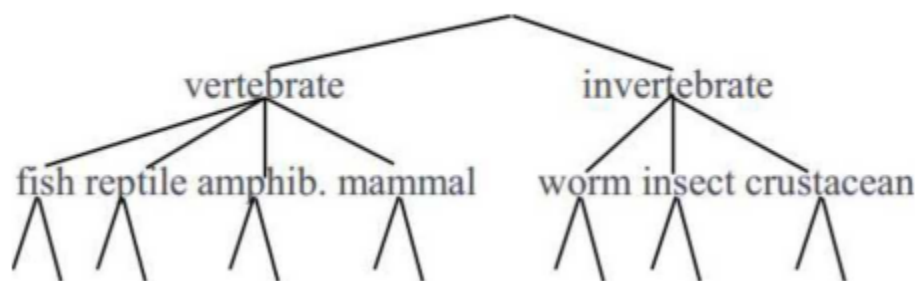 vertebrate invertebrate
fish reptile amphib. mammal worm insect crustacean